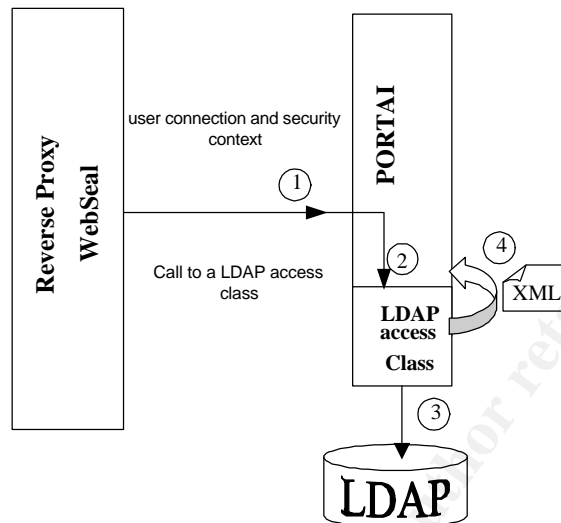 Reverse Proxy
WebSeal
user connection and security
context
1
Call to a LDAP access
class
PORTAI
2
4
XML
LDAP
access
Class
3
LDAP